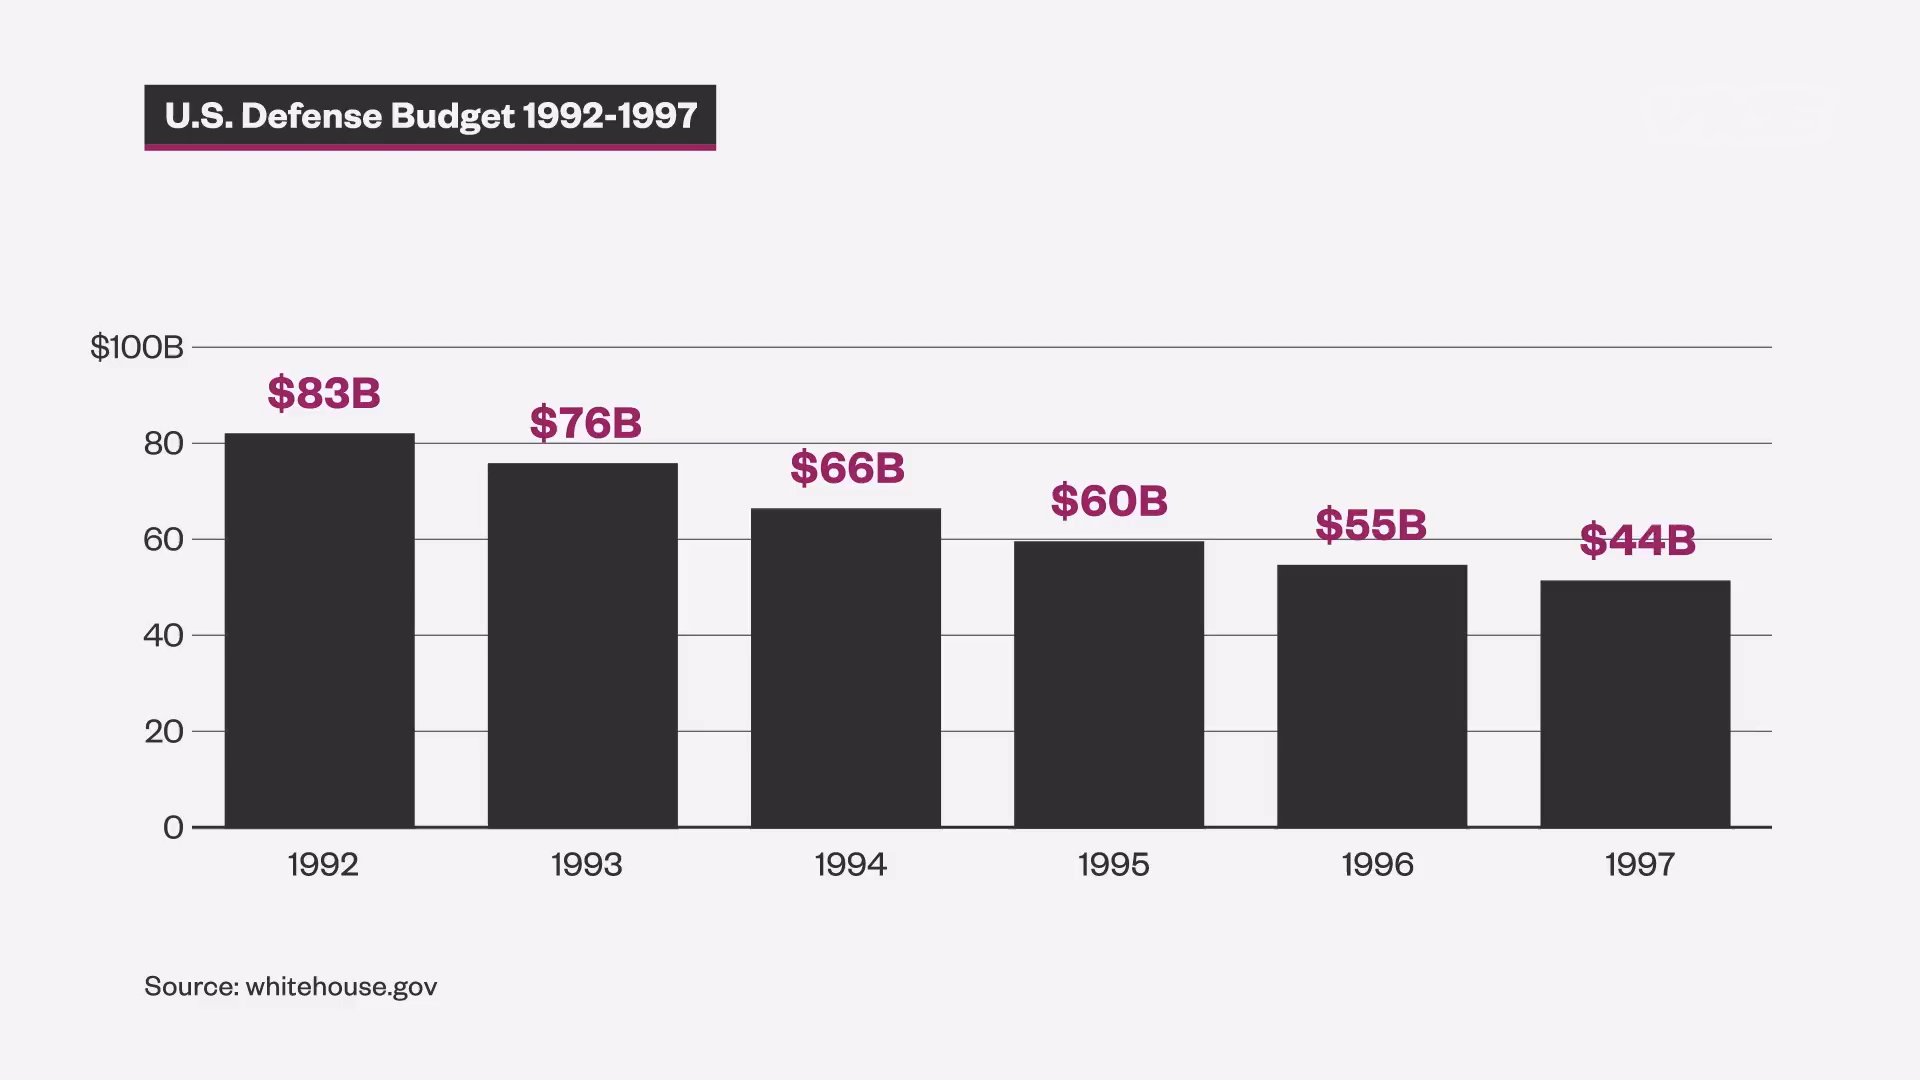 U.S. Defense Budget 1992-1997
$100B
80
60
40
20
0
$83B
$76B
$66B
$60B
$55B
$44B
1992
1993
1994
1995
1996
1997
Source: whitehouse.gov